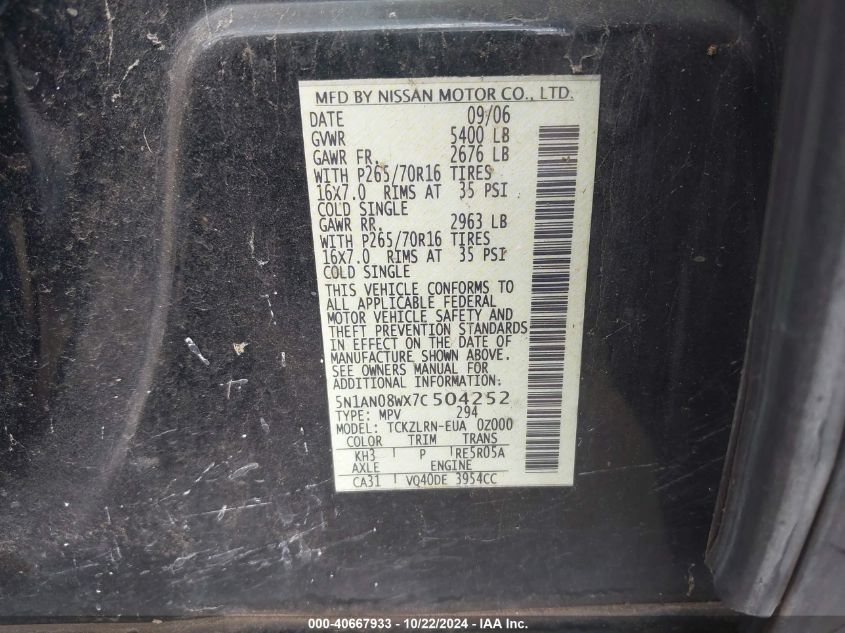 MFD BY NISSAN MOTOR CO., LTD.
DATE 09/06
GVWR 5400 LB
GAWR FR. 2676 LB
WITH P265/70R16 TIRES
16X7.0 RIMS AT 35 PSI
COLD SINGLE
GAWR RR. 2963 LB
WITH P265/70R16 TIRES
16X7.0 RIMS AT 35 PSI
COLD SINGLE
THIS VEHICLE CONFORMS TO
ALL APPLICABLE FEDERAL
MOTOR VEHICLE SAFETY AND
THEFT PREVENTION STANDARDS
IN EFFECT ON THE DATE OF
MANUFACTURE SHOWN ABOVE.
SEE OWNERS MANUAL FOR
ADDITIONAL INFORMATION.
5N1AN08WX7C504252
TYPE: MPV 294
MODEL: TCKZLRN-EUA 0Z000
COLOR TRIM TRANS
KH3 P RE5R05A
AXLE ENGINE
CA31 VQ40DE 3954CC
000-40667933 - 10/22/2024 - IAA Inc.